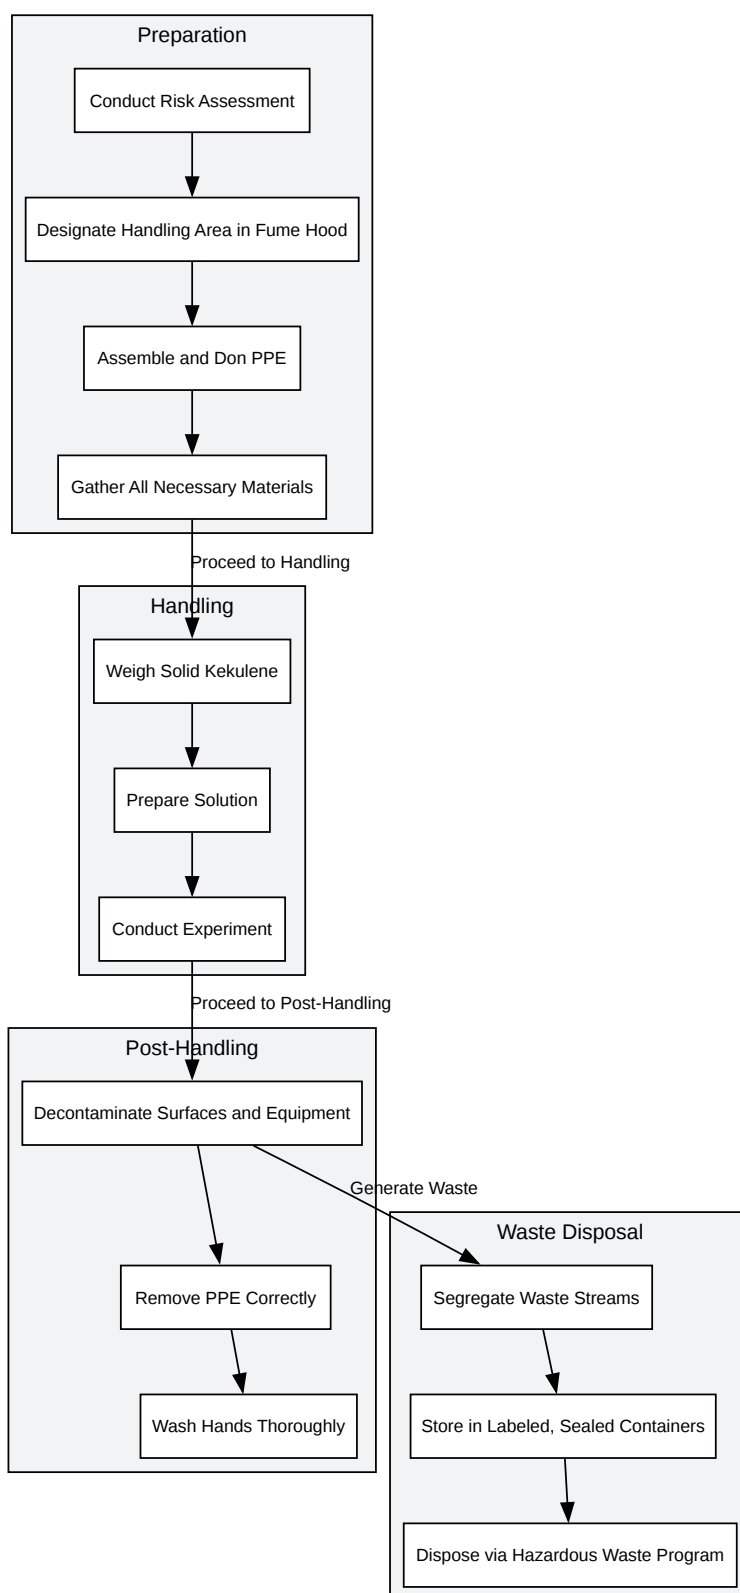 Preparation
Conduct Risk Assessment
Designate Handling Area in Fume Hood
Assemble and Don PPE
Gather All Necessary Materials
Proceed to Handling
Handling
Weigh Solid Kekulene
Prepare Solution
Conduct Experiment
Proceed to Post-Handling
Post-Handling
Decontaminate Surfaces and Equipment
Generate Waste
Waste Disposal
Remove PPE Correctly
Segregate Waste Streams
Wash Hands Thoroughly
Store in Labeled, Sealed Containers
Dispose via Hazardous Waste Program